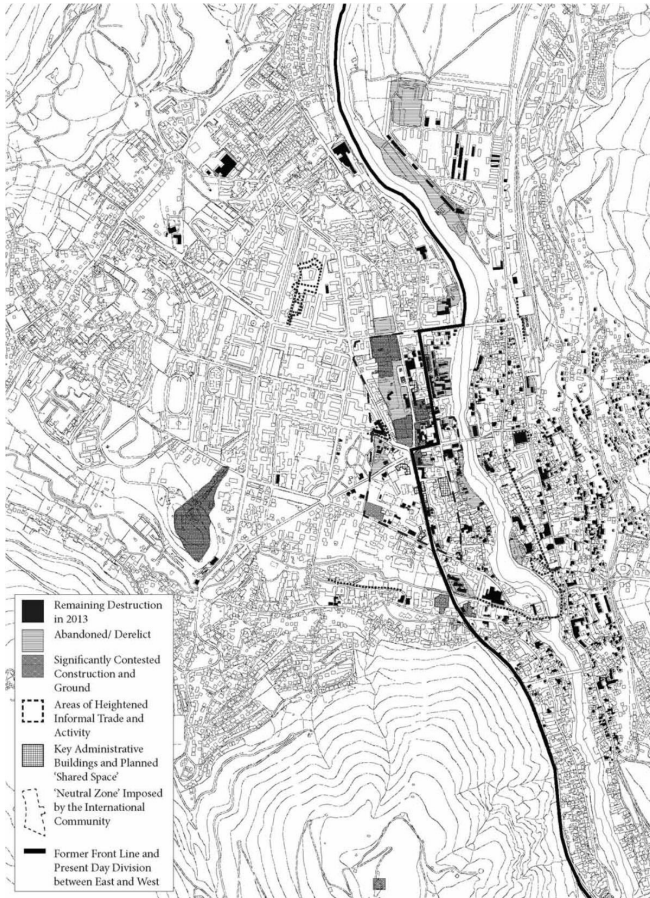 Remaining Destruction
in 2013
Abandoned/ Derelict
Significantly Contested
Construction and
Ground
Areas of Heightened
Informal Trade and
Activity
Key Administrative
Buildings and Planned
'Shared Space'
'Neutral Zone' Imposed
by the International
Community
Former Front Line and
Present Day Division
between East and West